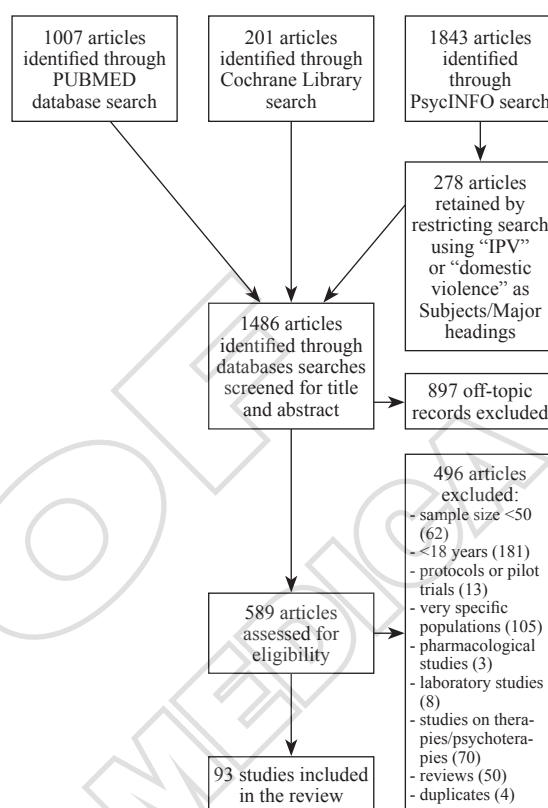 1007 articles
identified through
PUBMED
database search
201 articles
identified through
Cochrane Library
search
1843 articles
identified
through
PsycINFO search
278 articles
retained by
restricting search
using “IPV”
or “domestic
violence” as
Subjects/Major
headings
1486 articles
identified through
databases searches
screened for title
and abstract
897 off-topic
records excluded
496 articles
excluded:
- sample size <50
(62)
- <18 years (181)
- protocols or pilot
trials (13)
- very specific
populations (105)
- pharmacological
studies (3)
- laboratory studies
(8)
- studies on thera-
pies/psychotera-
pies (70)
- reviews (50)
- duplicates (4)
589 articles
assessed for
eligibility
93 studies included
in the review
OF
MEDICA